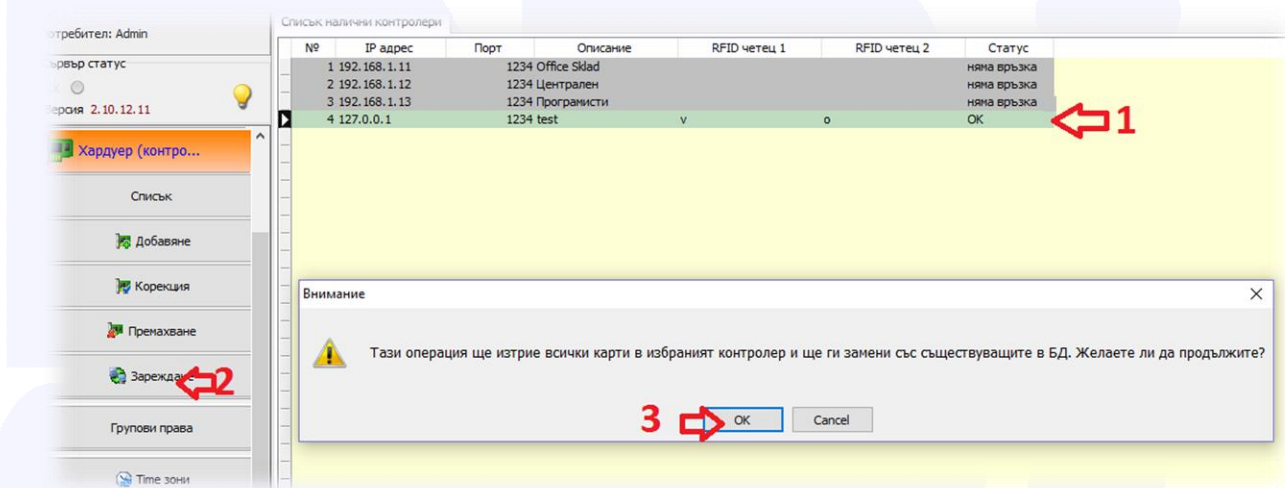 отребител: Admin
ървър статус
ерсия 2.10.12.11
Хардуер (контро...
Списък
Добавяне
Корекция
Премахване
Зареждане
2
Групови права
Time зони
Списък налични контролери
№ IP адрес Порт Описание RFID четец 1 RFID четец 2 Статус
1 192.168.1.11 1234 Office Sklad няма връзка
2 192.168.1.12 1234 Централен няма връзка
3 192.168.1.13 1234 Програмисти няма връзка
4 127.0.0.1 1234 test v o OK
1
Внимание
Тази операция ще изтрие всички карти в избраният контролер и ще ги замени със съществуващите в БД. Желаете ли да продължите?
3
OK Cancel